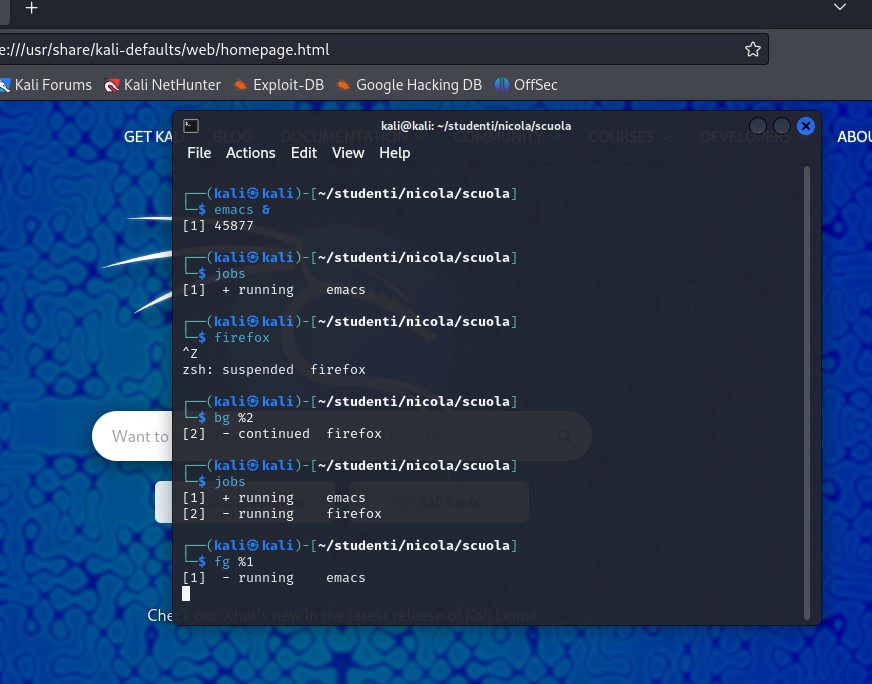 e:///usr/share/kali-defaults/web/homepage.html
Kali Forums Kali NetHunter Exploit-DB Google Hacking DB OffSec
GET KA BLOG DOCUMENTATION COMMUNITY COURSES DEVELOPERS ABOU
kali@kali: ~/studenti/nicola/scuola
File Actions Edit View Help
┌──(kali㉿kali)-[~/studenti/nicola/scuola]
└─$ emacs &
[1] 45877
┌──(kali㉿kali)-[~/studenti/nicola/scuola]
└─$ jobs
[1]  + running    emacs
┌──(kali㉿kali)-[~/studenti/nicola/scuola]
└─$ firefox
^Z
zsh: suspended  firefox
┌──(kali㉿kali)-[~/studenti/nicola/scuola]
└─$ bg %2
[2]  - continued  firefox
Want to
┌──(kali㉿kali)-[~/studenti/nicola/scuola]
└─$ jobs
[1]  + running    emacs
[2]  - running    firefox
Kali Tools
┌──(kali㉿kali)-[~/studenti/nicola/scuola]
└─$ fg %1
[1]  - running    emacs
Check out what's new in the latest release of Kali Linux!